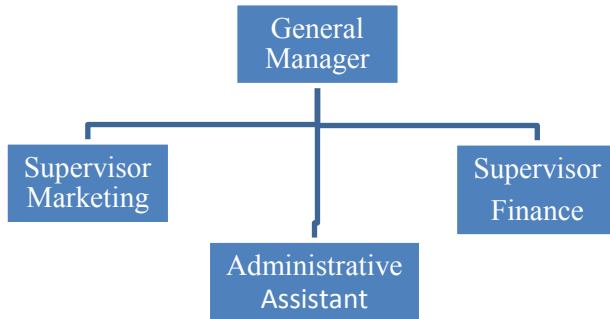 General
Manager
Supervisor
Marketing
Supervisor
Finance
Administrative
Assistant